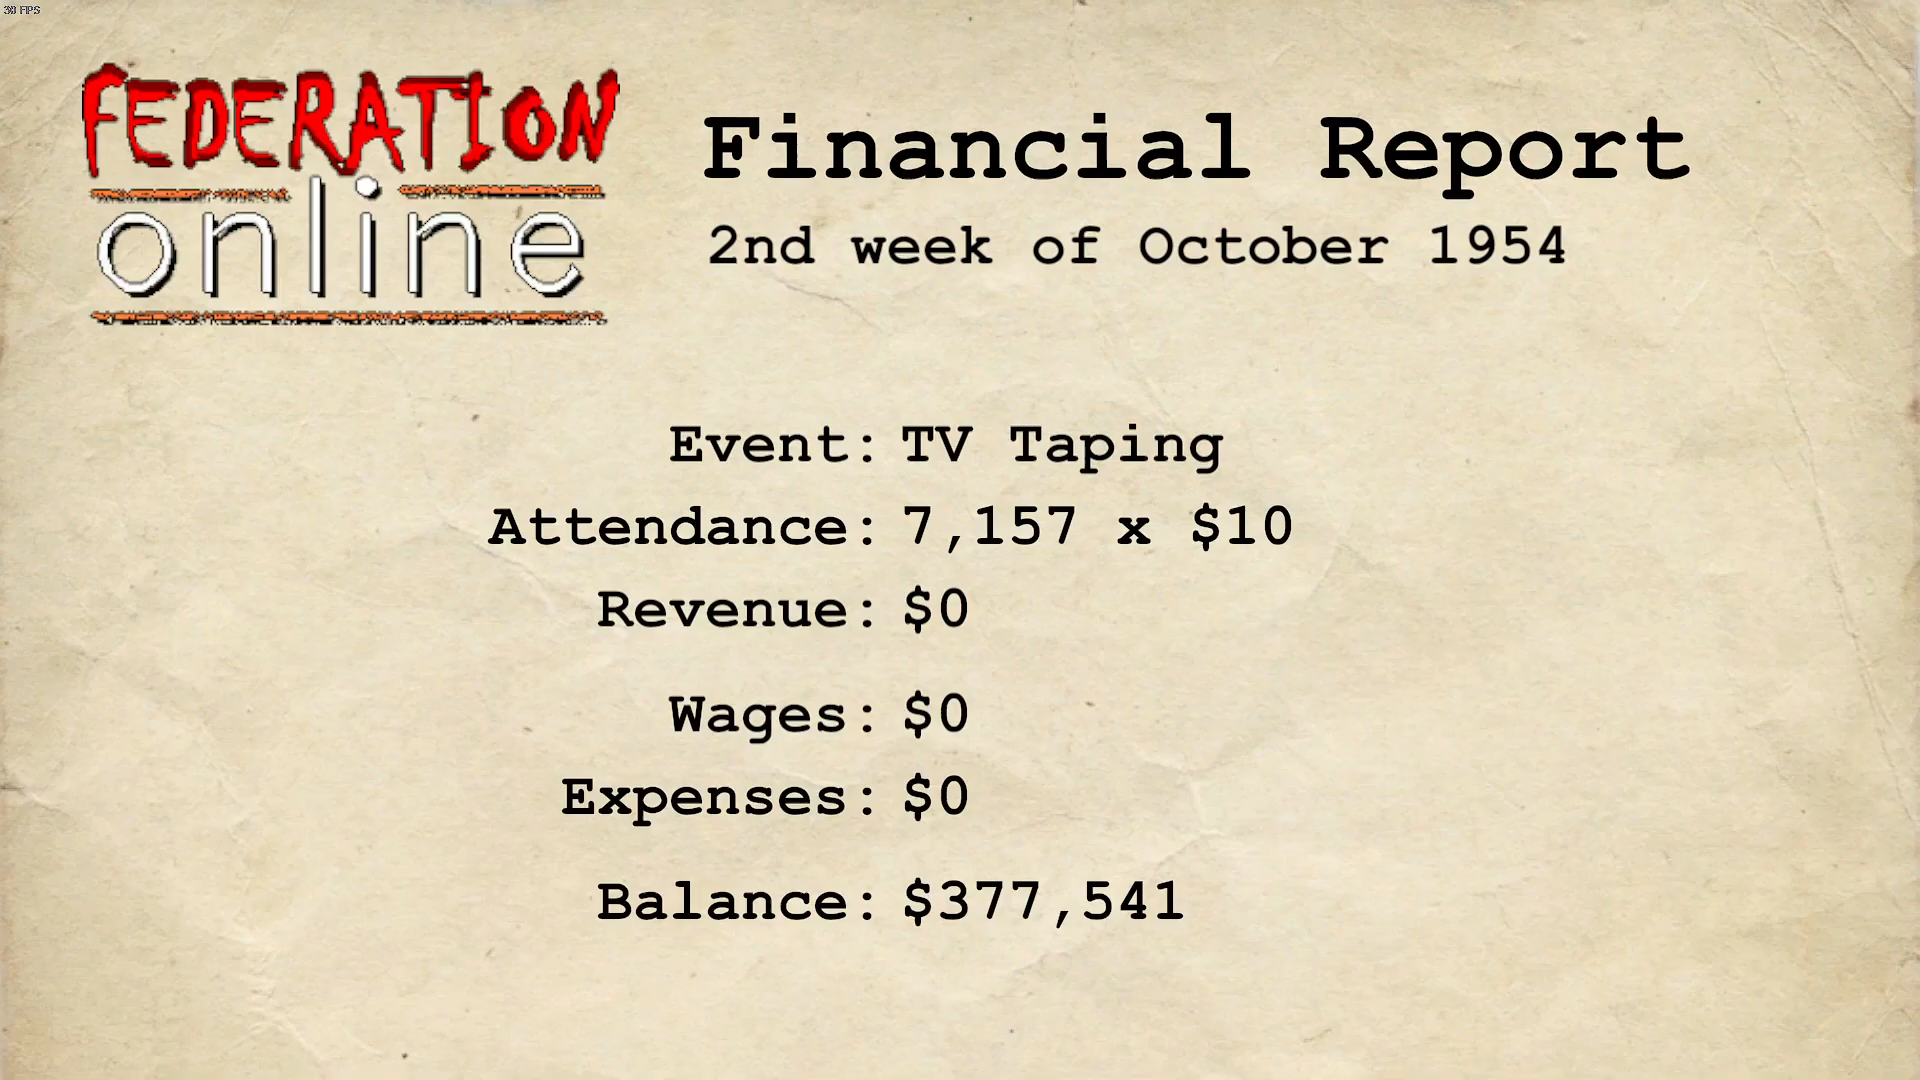 30 FPS
FEDERATION
online
Financial Report
2nd week of October 1954
Event: TV Taping
Attendance: 7,157 x $10
Revenue: $0
Wages: $0
Expenses: $0
Balance: $377,541